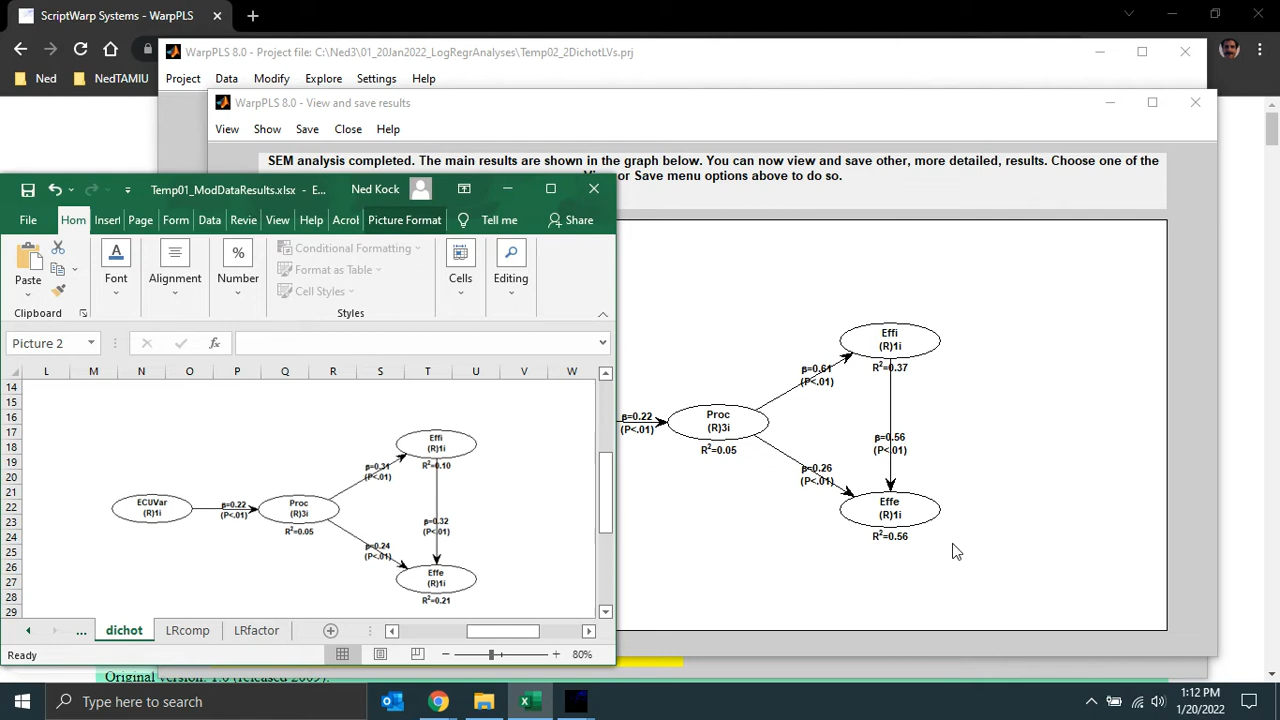 ScriptWarp Systems - WarpPLS
WarpPLS 8.0 - Project file: C:\Ned3\01_20Jan2022_LogRegrAnalyses\Temp02_2DichotLVs.prj
Ned
NedTAMIU
Project Data Modify Explore Settings Help
WarpPLS 8.0 - View and save results
View Show Save Close Help
SEM analysis completed. The main results are shown in the graph below. You can now view and save other, more detailed, results. Choose one of the
or Save menu options above to do so.
Temp01_ModDataResults.xlsx - E...
Ned Kock
File Hom Insert Page Form Data Revie View Help Acrol Picture Format Tell me Share
Paste
Clipboard
Font
Alignment
Number
Conditional Formatting
Format as Table
Cell Styles
Styles
Cells
Editing
Picture 2
fx
L M N O P Q R S T U V W
14
15
16
17
18
19
20
21
22
23
24
25
26
27
28
29
ECUVar
(R)1i
β=0.22
(P<.01)
Proc
(R)3i
R²=0.05
β=0.31
(P<.01)
Effi
(R)1i
R²=0.10
β=0.32
(P<.01)
β=0.24
(P<.01)
Effe
(R)1i
R²=0.21
... dichot LRcomp LRfactor
Ready
80%
β=0.22
(P<.01)
Proc
(R)3i
R²=0.05
β=0.61
(P<.01)
Effi
(R)1i
R²=0.37
β=0.56
(P<.01)
β=0.26
(P<.01)
Effe
(R)1i
R²=0.56
Original version: 1.0 (released 2009).
Type here to search
1:12 PM
1/20/2022